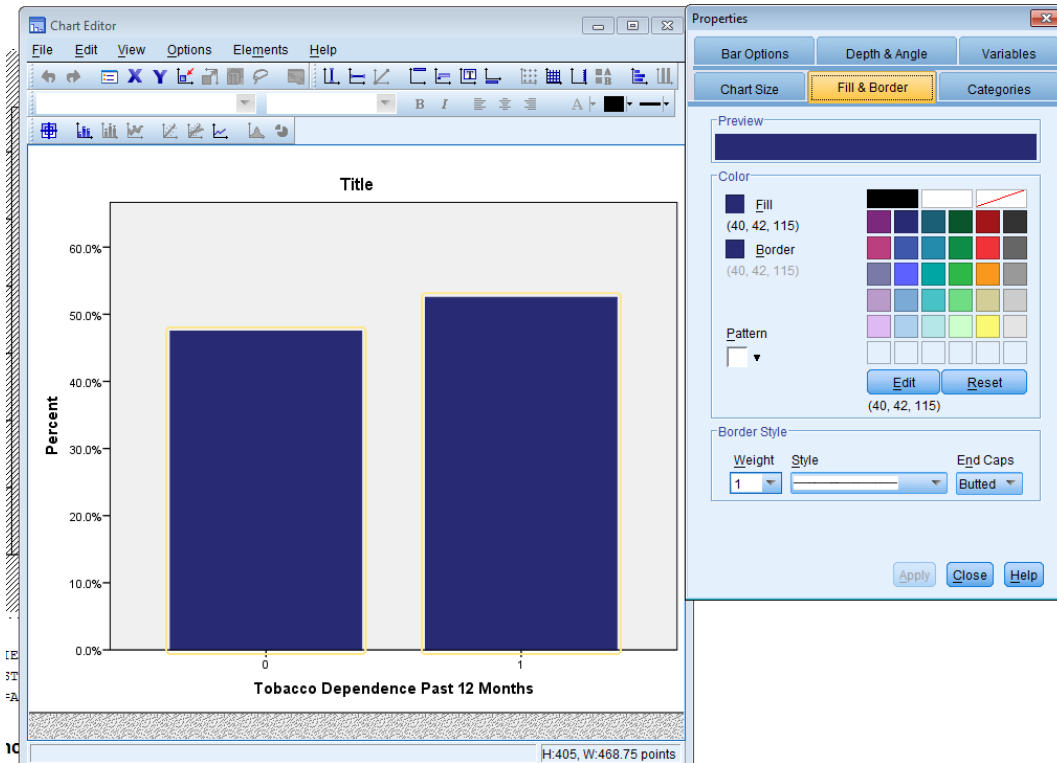 Chart Editor
File Edit View Options Elements Help
X Y
B I A
Title
60.0%
50.0%
40.0%
30.0%
20.0%
10.0%
0.0%
Percent
0 1
Tobacco Dependence Past 12 Months
H:405, W:468.75 points
Properties
Bar Options Depth & Angle Variables
Chart Size Fill & Border Categories
Preview
Color
Fill
(40, 42, 115)
Border
(40, 42, 115)
Pattern
Edit Reset
(40, 42, 115)
Border Style
Weight Style End Caps
1 Butted
Apply Close Help